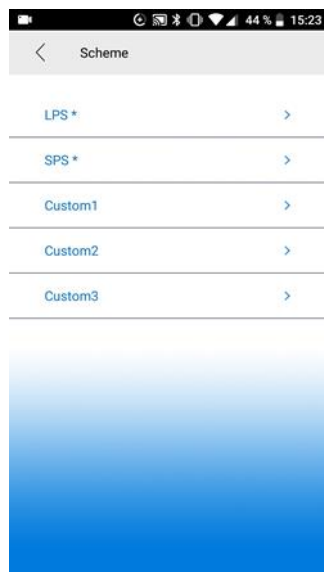 44 % 15:23
Scheme
LPS *
SPS *
Custom1
Custom2
Custom3